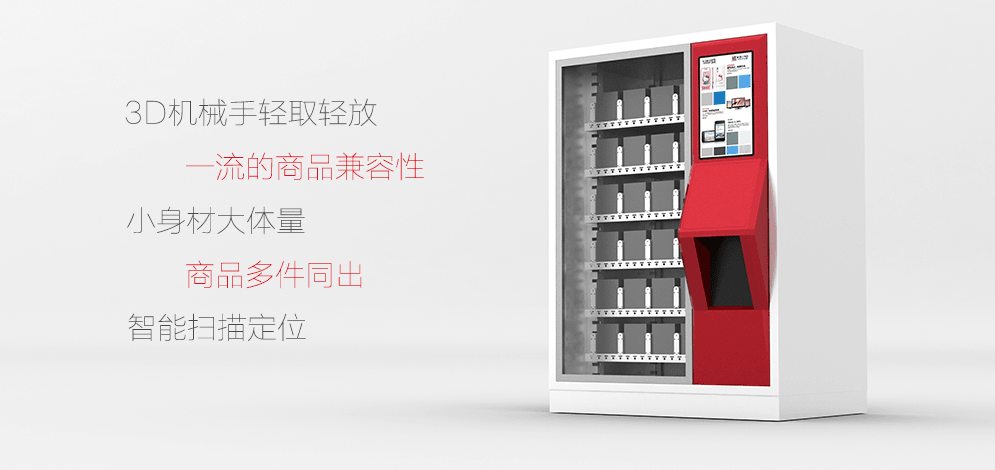 3D机械手轻取轻放
一流的商品兼容性
小身材大体量
商品多件同出
智能扫描定位